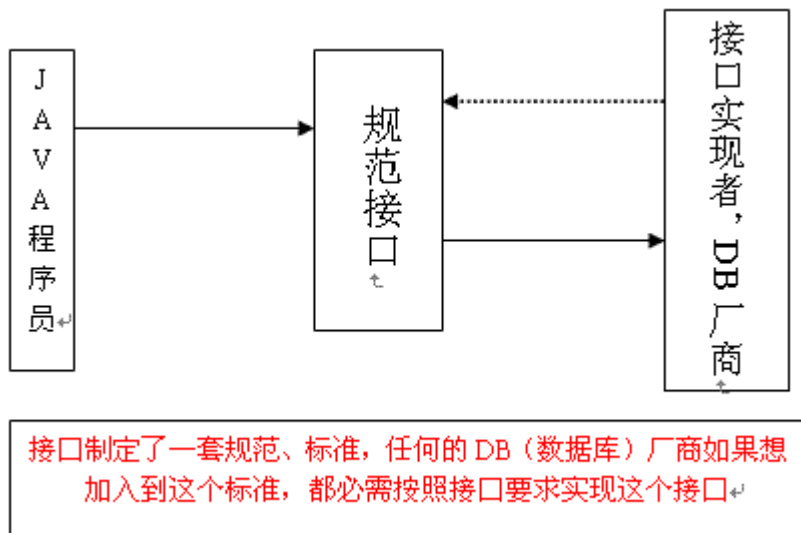 JAVA程序员
规范接口
接口实现者，DB厂商
接口制定了一套规范、标准，任何的DB（数据库）厂商如果想
加入到这个标准，都必需按照接口要求实现这个接口